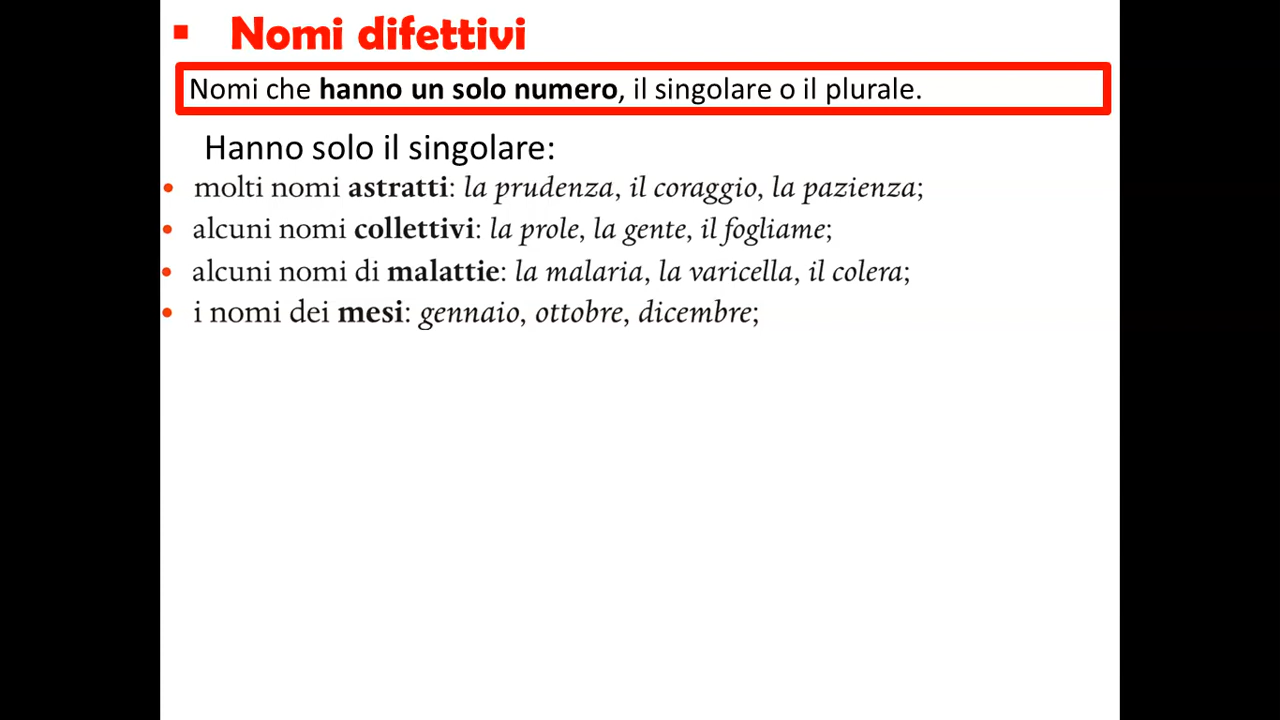 ▪ Nomi difettivi
Nomi che hanno un solo numero, il singolare o il plurale.
Hanno solo il singolare:
• molti nomi astratti: la prudenza, il coraggio, la pazienza;
• alcuni nomi collettivi: la prole, la gente, il fogliame;
• alcuni nomi di malattie: la malaria, la varicella, il colera;
• i nomi dei mesi: gennaio, ottobre, dicembre;